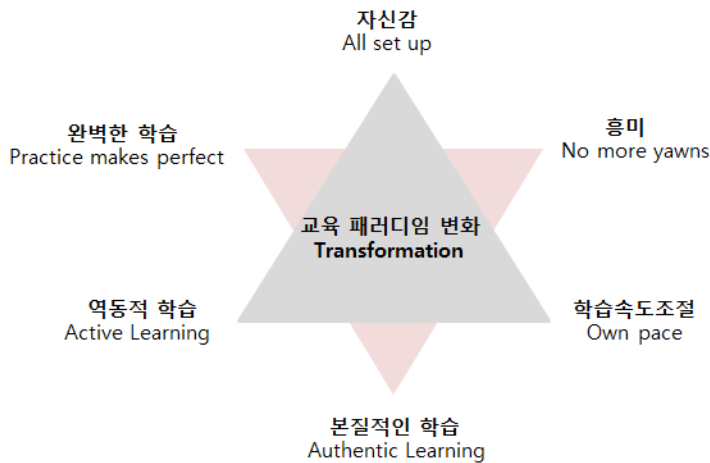 자신감
All set up
완벽한 학습
Practice makes perfect
흥미
No more yawns
교육 패러디임 변화
Transformation
역동적 학습
Active Learning
학습속도조절
Own pace
본질적인 학습
Authentic Learning